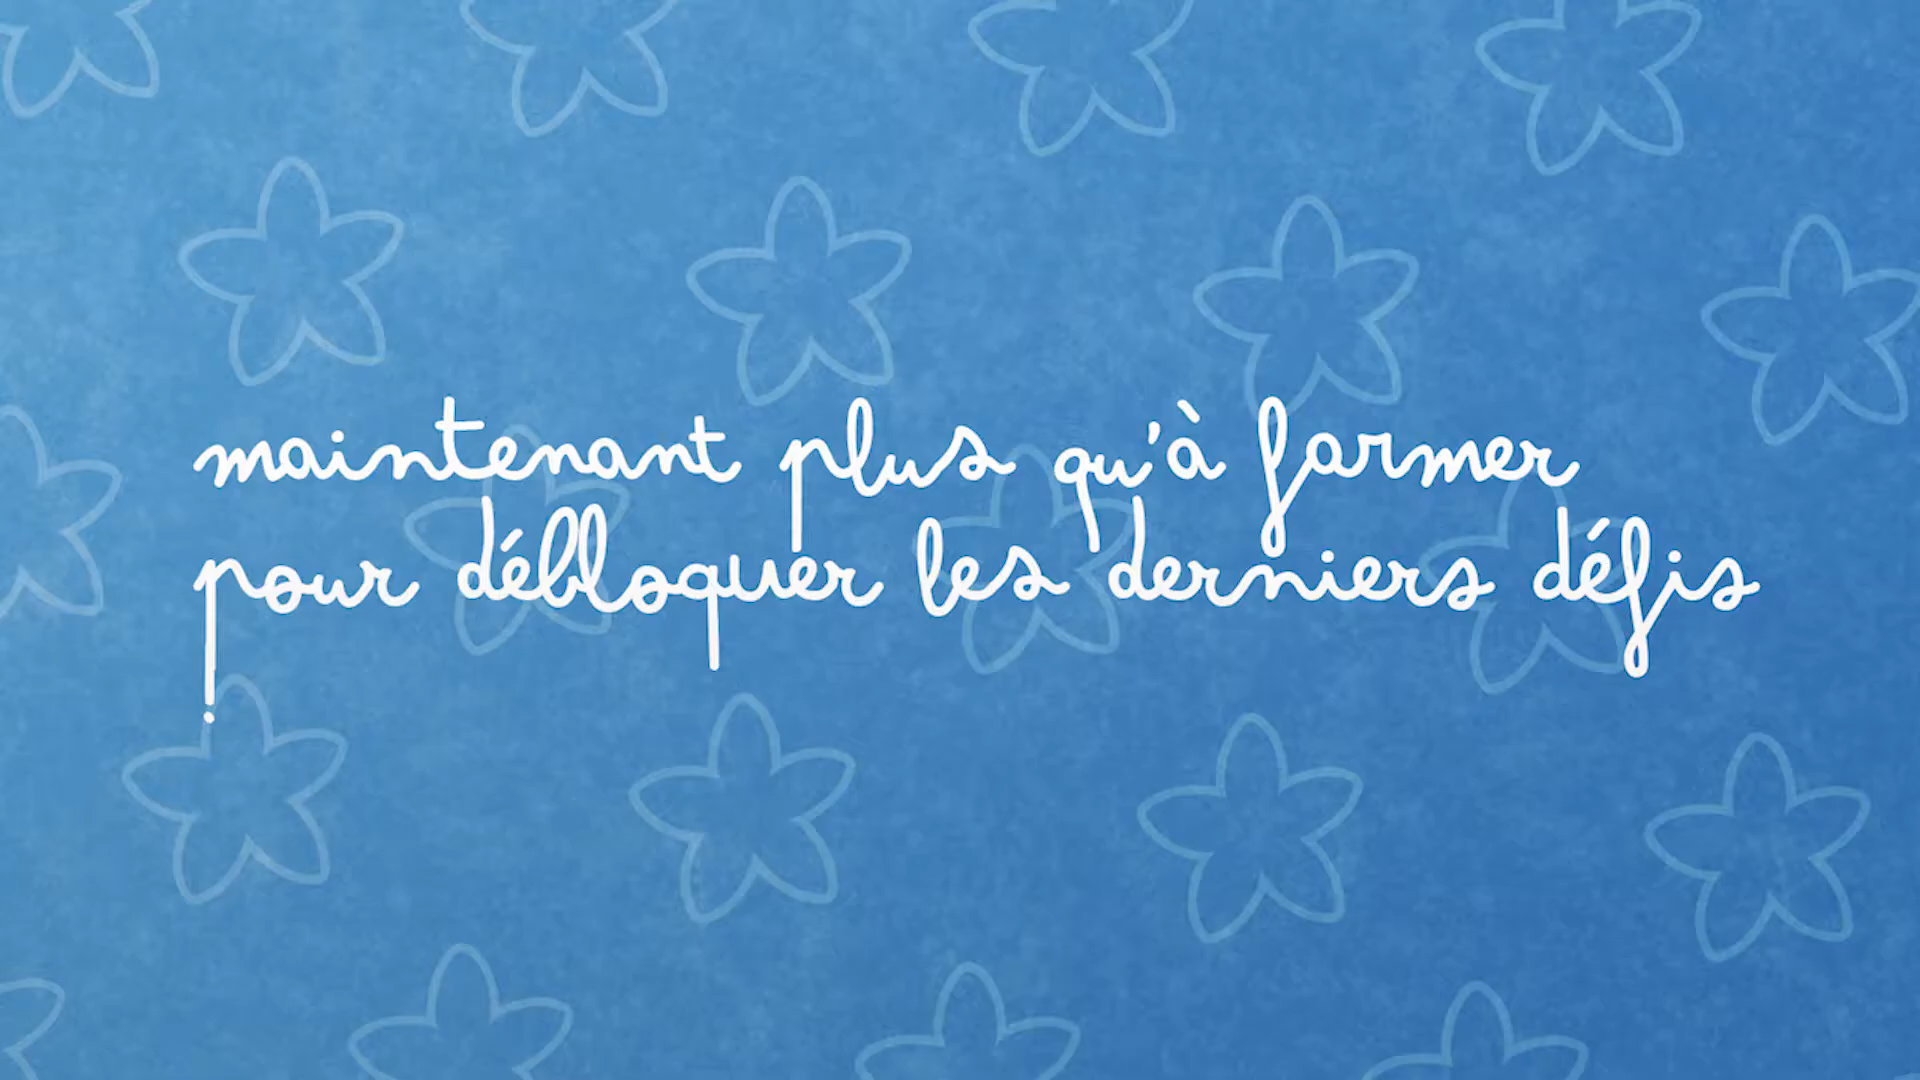 maintenant plus qu'à farmer
pour débloquer les derniers défis
!